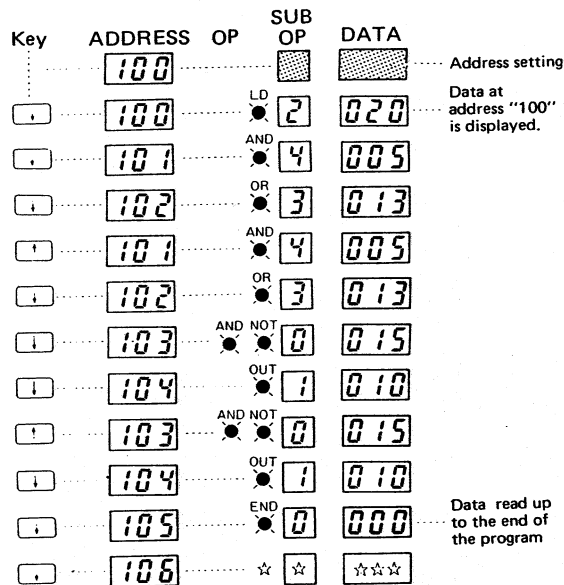 Key ADDRESS OP SUB OP DATA
100 Address setting
↓ 100 LD 2 020 Data at address "100" is displayed.
↓ 101 AND 4 005
↓ 102 OR 3 013
↑ 101 AND 4 005
↓ 102 OR 3 013
↓ 103 AND NOT 0 015
↓ 104 OUT 1 010
↑ 103 AND NOT 0 015
↓ 104 OUT 1 010
↓ 105 END 0 000 Data read up to the end of the program
↓ 106 ☆ ☆ ☆☆☆